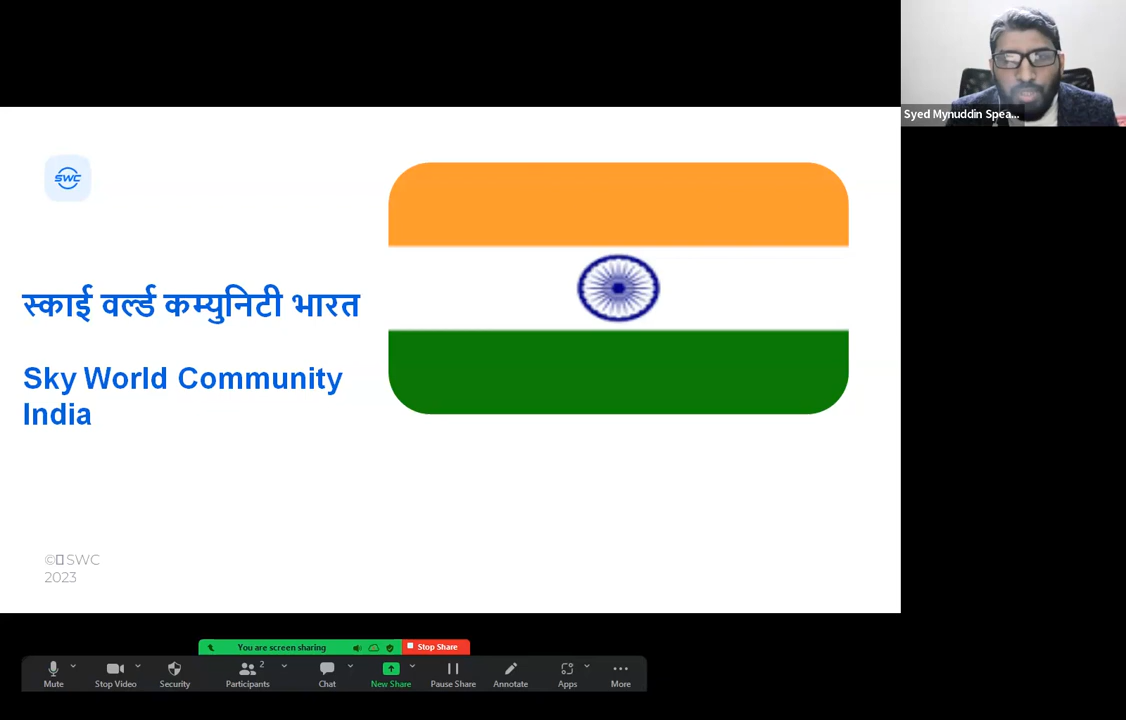 Syed Mynuddin Spea...
SWC
स्काई वर्ल्ड कम्युनिटी भारत
Sky World Community
India
© SWC
2023
You are screen sharing
Stop Share
2
Mute
Stop Video
Security
Participants
Chat
New Share
Pause Share
Annotate
Apps
More